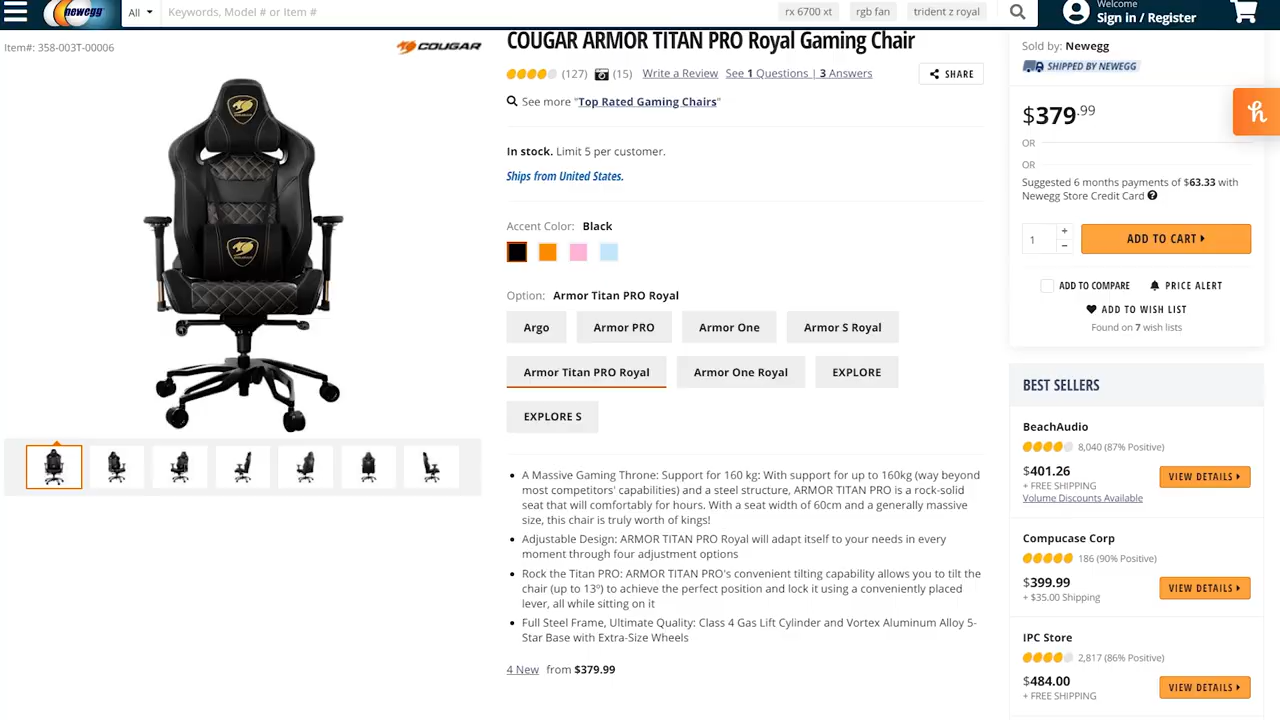 newegg
All
Keywords, Model # or Item #
rx 6700 xt
rgb fan
trident z royal
Welcome
Sign in / Register
Item#: 358-003T-00006
COUGAR
COUGAR ARMOR TITAN PRO Royal Gaming Chair
(127) (15) Write a Review See 1 Questions | 3 Answers
SHARE
See more "Top Rated Gaming Chairs"
In stock. Limit 5 per customer.
Ships from United States.
Accent Color: Black
Option: Armor Titan PRO Royal
Argo
Armor PRO
Armor One
Armor S Royal
Armor Titan PRO Royal
Armor One Royal
EXPLORE
EXPLORE S
A Massive Gaming Throne: Support for 160 kg: With support for up to 160kg (way beyond
most competitors' capabilities) and a steel structure, ARMOR TITAN PRO is a rock-solid
seat that will comfortably for hours. With a seat width of 60cm and a generally massive
size, this chair is truly worth of kings!
Adjustable Design: ARMOR TITAN PRO Royal will adapt itself to your needs in every
moment through four adjustment options
Rock the Titan PRO: ARMOR TITAN PRO's convenient tilting capability allows you to tilt the
chair (up to 13º) to achieve the perfect position and lock it using a conveniently placed
lever, all while sitting on it
Full Steel Frame, Ultimate Quality: Class 4 Gas Lift Cylinder and Vortex Aluminum Alloy 5-
Star Base with Extra-Size Wheels
4 New from $379.99
Sold by: Newegg
SHIPPED BY NEWEGG
$379.99
OR
OR
Suggested 6 months payments of $63.33 with
Newegg Store Credit Card
1
+
−
ADD TO CART
ADD TO COMPARE
PRICE ALERT
ADD TO WISH LIST
Found on 7 wish lists
BEST SELLERS
BeachAudio
8,040 (87% Positive)
$401.26
+ FREE SHIPPING
Volume Discounts Available
VIEW DETAILS
Compucase Corp
186 (90% Positive)
$399.99
+ $35.00 Shipping
VIEW DETAILS
IPC Store
2,817 (86% Positive)
$484.00
+ FREE SHIPPING
VIEW DETAILS
h